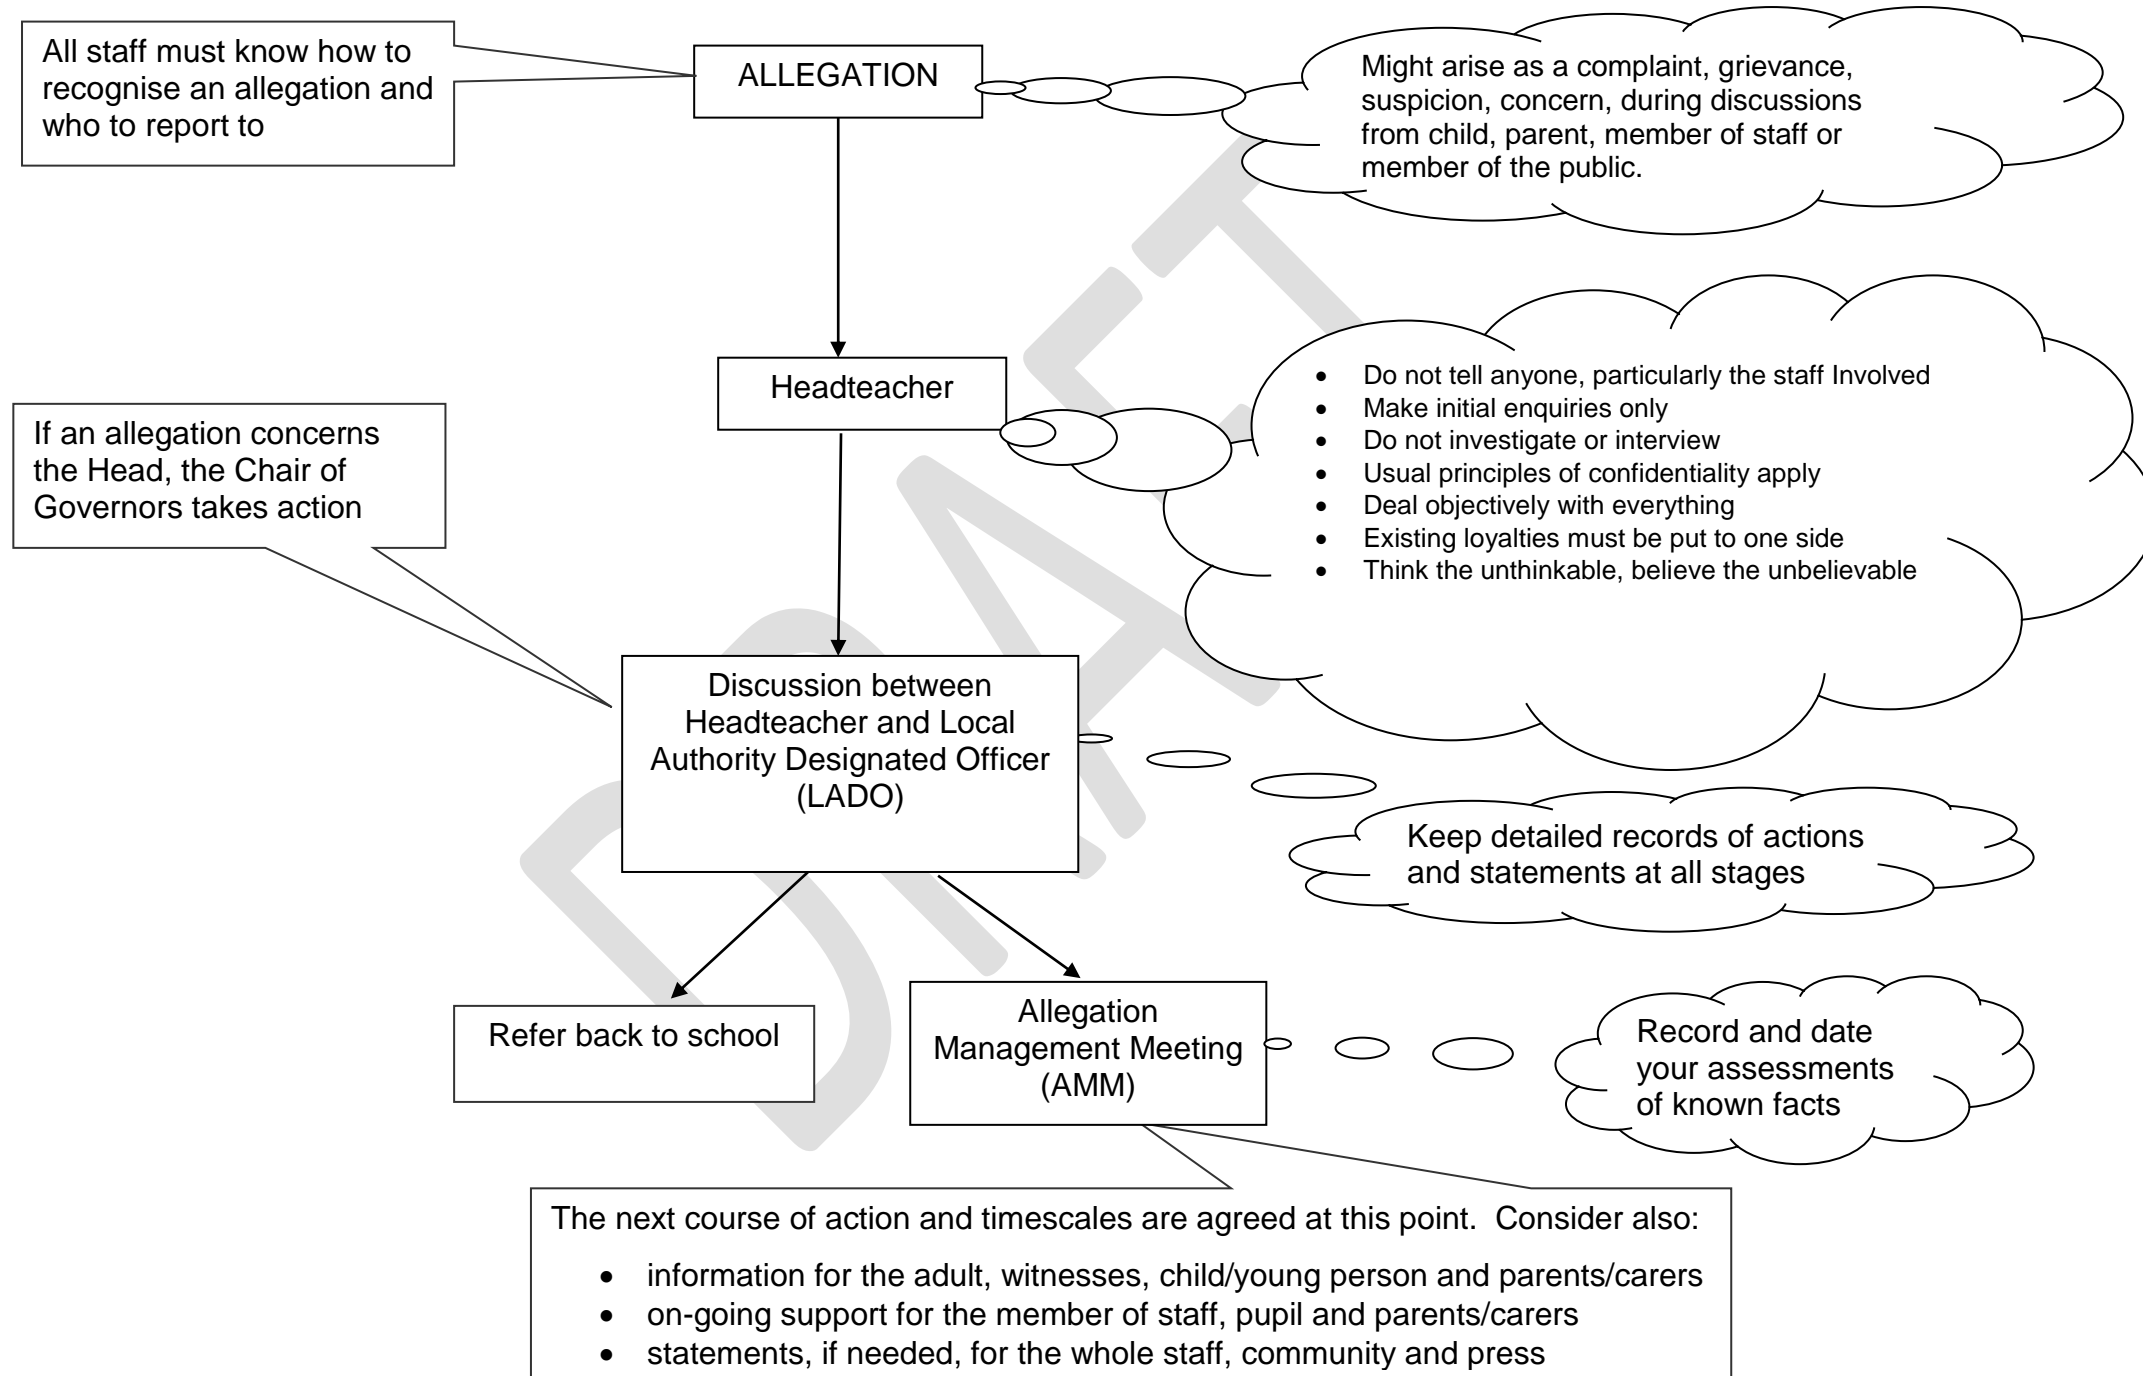 All staff must know how to
recognise an allegation and
who to report to
ALLEGATION
Might arise as a complaint, grievance,
suspicion, concern, during discussions
from child, parent, member of staff or
member of the public.
Headteacher
• Do not tell anyone, particularly the staff Involved
• Make initial enquiries only
• Do not investigate or interview
• Usual principles of confidentiality apply
• Deal objectively with everything
• Existing loyalties must be put to one side
• Think the unthinkable, believe the unbelievable
If an allegation concerns
the Head, the Chair of
Governors takes action
Discussion between
Headteacher and Local
Authority Designated Officer
(LADO)
Keep detailed records of actions
and statements at all stages
Refer back to school
Allegation
Management Meeting
(AMM)
Record and date
your assessments
of known facts
The next course of action and timescales are agreed at this point.  Consider also:
• information for the adult, witnesses, child/young person and parents/carers
• on-going support for the member of staff, pupil and parents/carers
• statements, if needed, for the whole staff, community and press
DRAFT